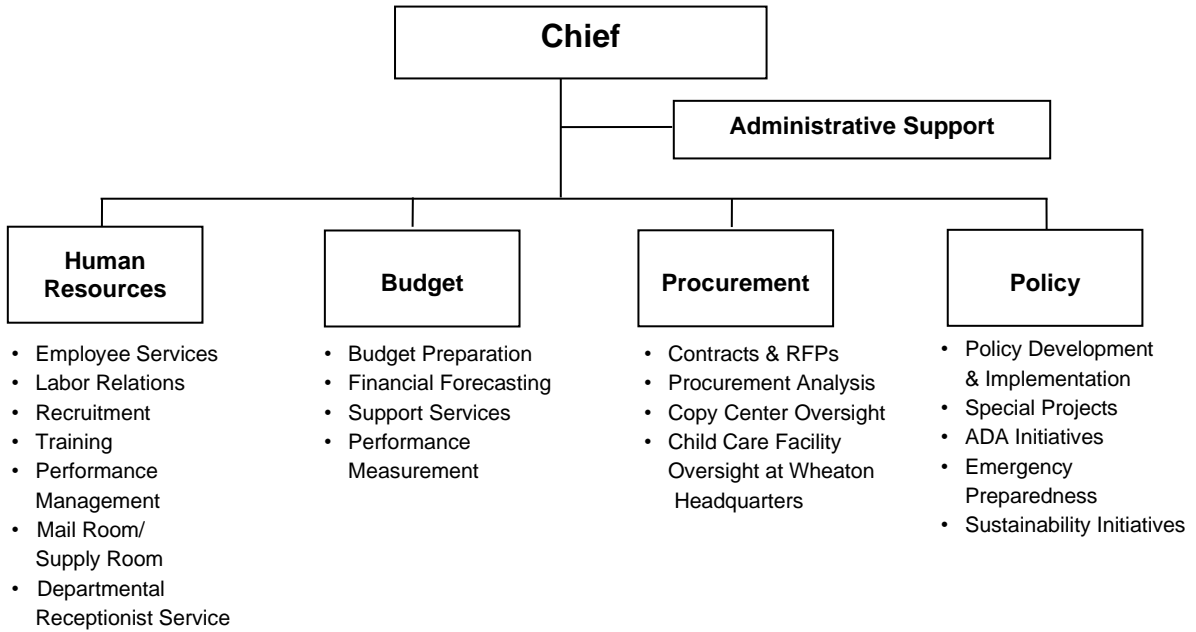 Chief
Administrative Support
Human
Resources
Budget
Procurement
Policy
• Employee Services
• Labor Relations
• Recruitment
• Training
• Performance
Management
• Mail Room/
Supply Room
• Departmental
Receptionist Service
• Budget Preparation
• Financial Forecasting
• Support Services
• Performance
Measurement
• Contracts & RFPs
• Procurement Analysis
• Copy Center Oversight
• Child Care Facility
Oversight at Wheaton
Headquarters
• Policy Development
& Implementation
• Special Projects
• ADA Initiatives
• Emergency
Preparedness
• Sustainability Initiatives